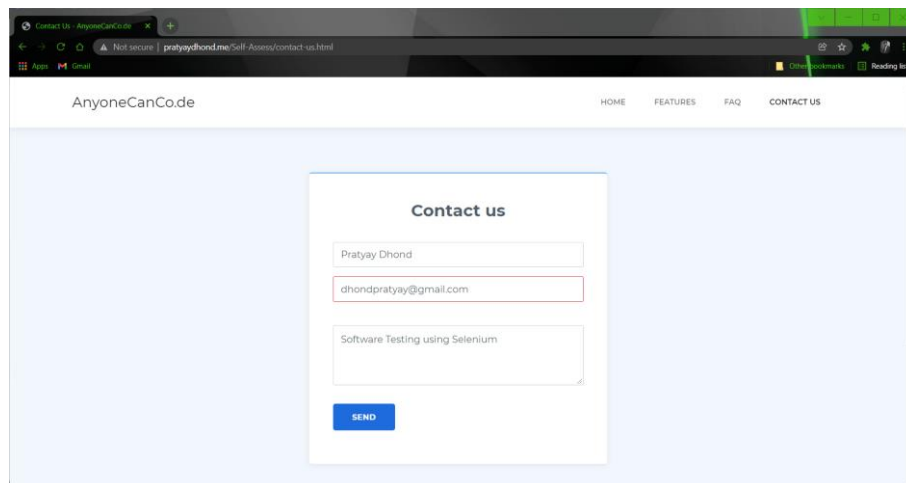 Contact Us - AnyoneCanCo.de
Not secure | pratyaydhond.me/Self-Assess/contact-us.html
Apps Gmail Other bookmarks Reading lis
AnyoneCanCo.de HOME FEATURES FAQ CONTACT US
Contact us
Pratyay Dhond
dhondpratyay@gmail.com
Software Testing using Selenium
SEND